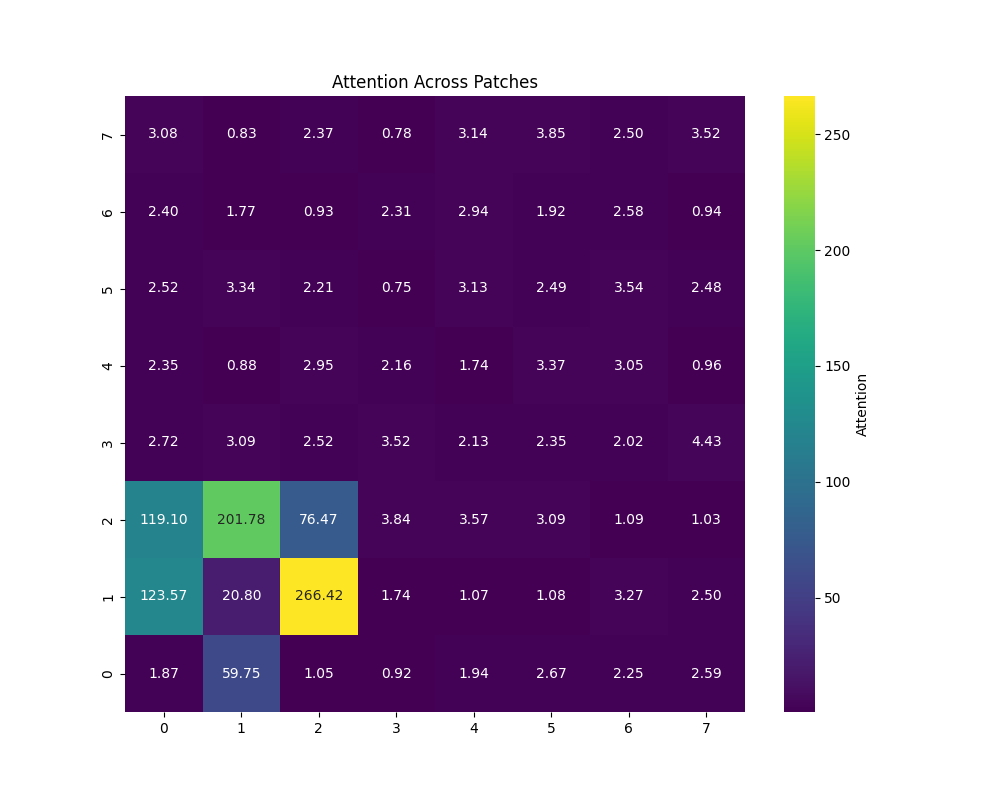 Attention Across Patches
7 3.08 0.83 2.37 0.78 3.14 3.85 2.50 3.52
6 2.40 1.77 0.93 2.31 2.94 1.92 2.58 0.94
5 2.52 3.34 2.21 0.75 3.13 2.49 3.54 2.48
4 2.35 0.88 2.95 2.16 1.74 3.37 3.05 0.96
3 2.72 3.09 2.52 3.52 2.13 2.35 2.02 4.43
2 119.10 201.78 76.47 3.84 3.57 3.09 1.09 1.03
1 123.57 20.80 266.42 1.74 1.07 1.08 3.27 2.50
0 1.87 59.75 1.05 0.92 1.94 2.67 2.25 2.59
0 1 2 3 4 5 6 7
250
200
150
100
50
Attention